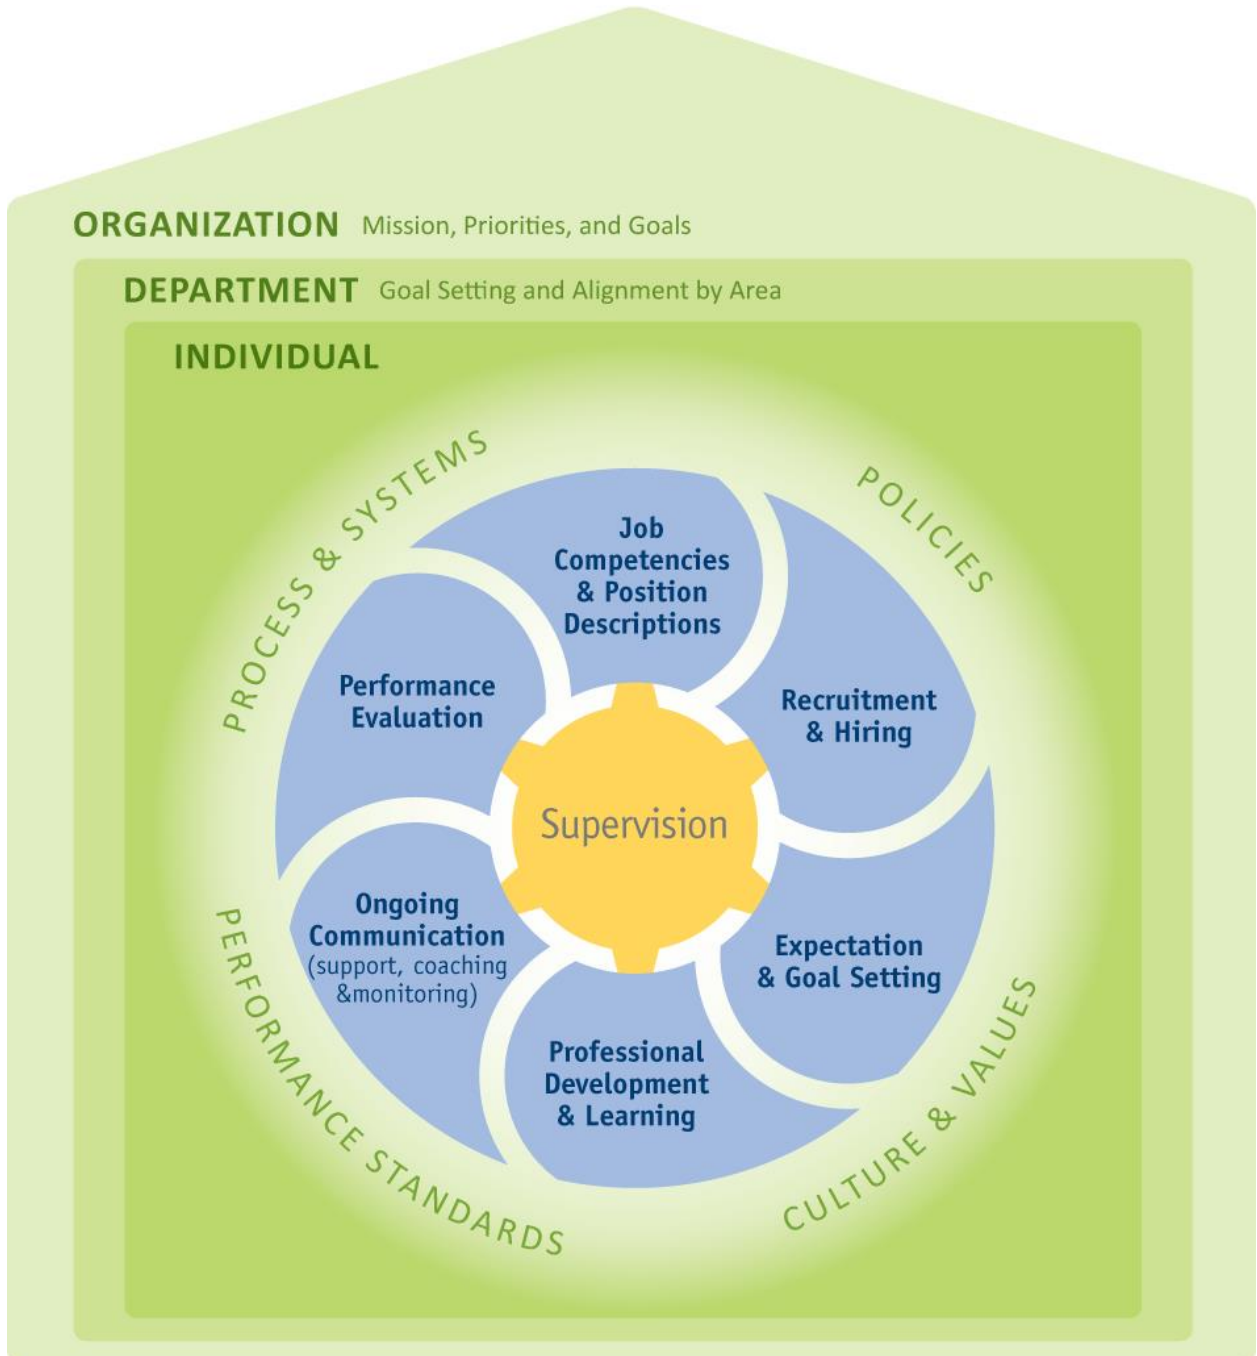 ORGANIZATION Mission, Priorities, and Goals
DEPARTMENT Goal Setting and Alignment by Area
INDIVIDUAL
PROCESS & SYSTEMS
POLICIES
Job
Competencies
& Position
Descriptions
Performance
Evaluation
Recruitment
& Hiring
Supervision
Ongoing
Communication
(support, coaching
&monitoring)
Expectation
& Goal Setting
Professional
Development
& Learning
PERFORMANCE STANDARDS
CULTURE & VALUES